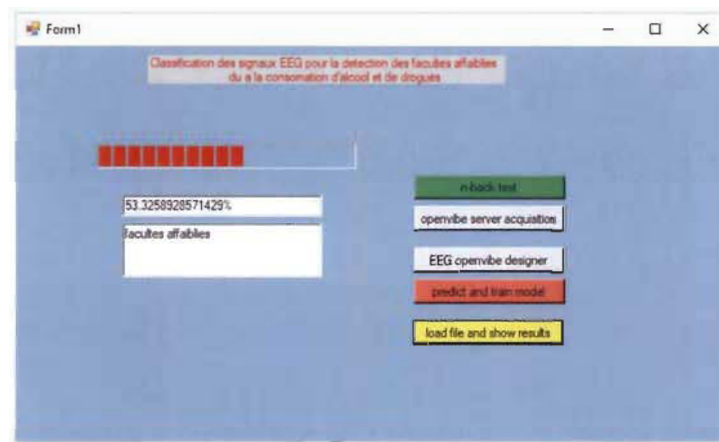 Form1
Classification des signaux EEG pour la detection des facultes affaiblies
du a la consomation d'alcool et de drogues
53.3258928571429%
facultes affaiblies
n-back test
openvibe server acquisition
EEG openvibe designer
predict and train model
load file and show results